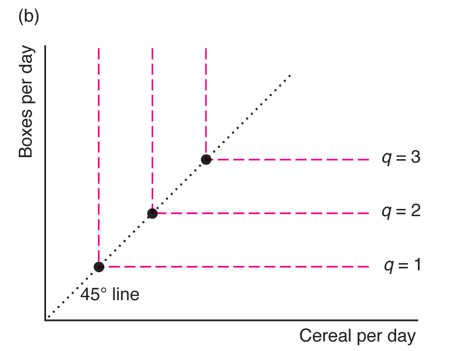 (b)
Boxes per day
q = 3
q = 2
q = 1
45° line
Cereal per day